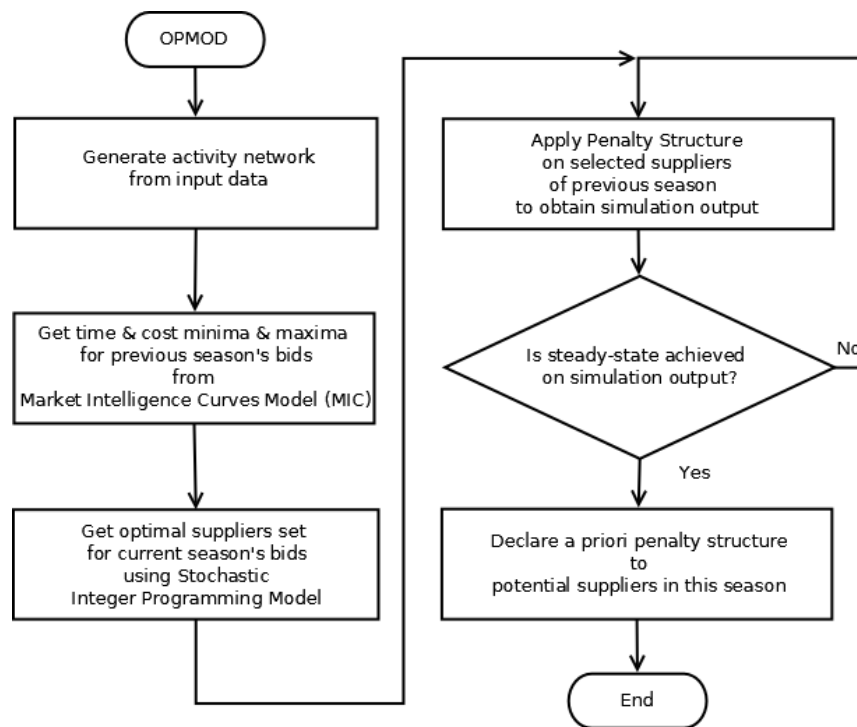 OPMOD
Generate activity network
from input data
Get time & cost minima & maxima
for previous season's bids
from
Market Intelligence Curves Model (MIC)
Get optimal suppliers set
for current season's bids
using Stochastic
Integer Programming Model
Apply Penalty Structure
on selected suppliers
of previous season
to obtain simulation output
Is steady-state achieved
on simulation output?
No
Yes
Declare a priori penalty structure
to
potential suppliers in this season
End